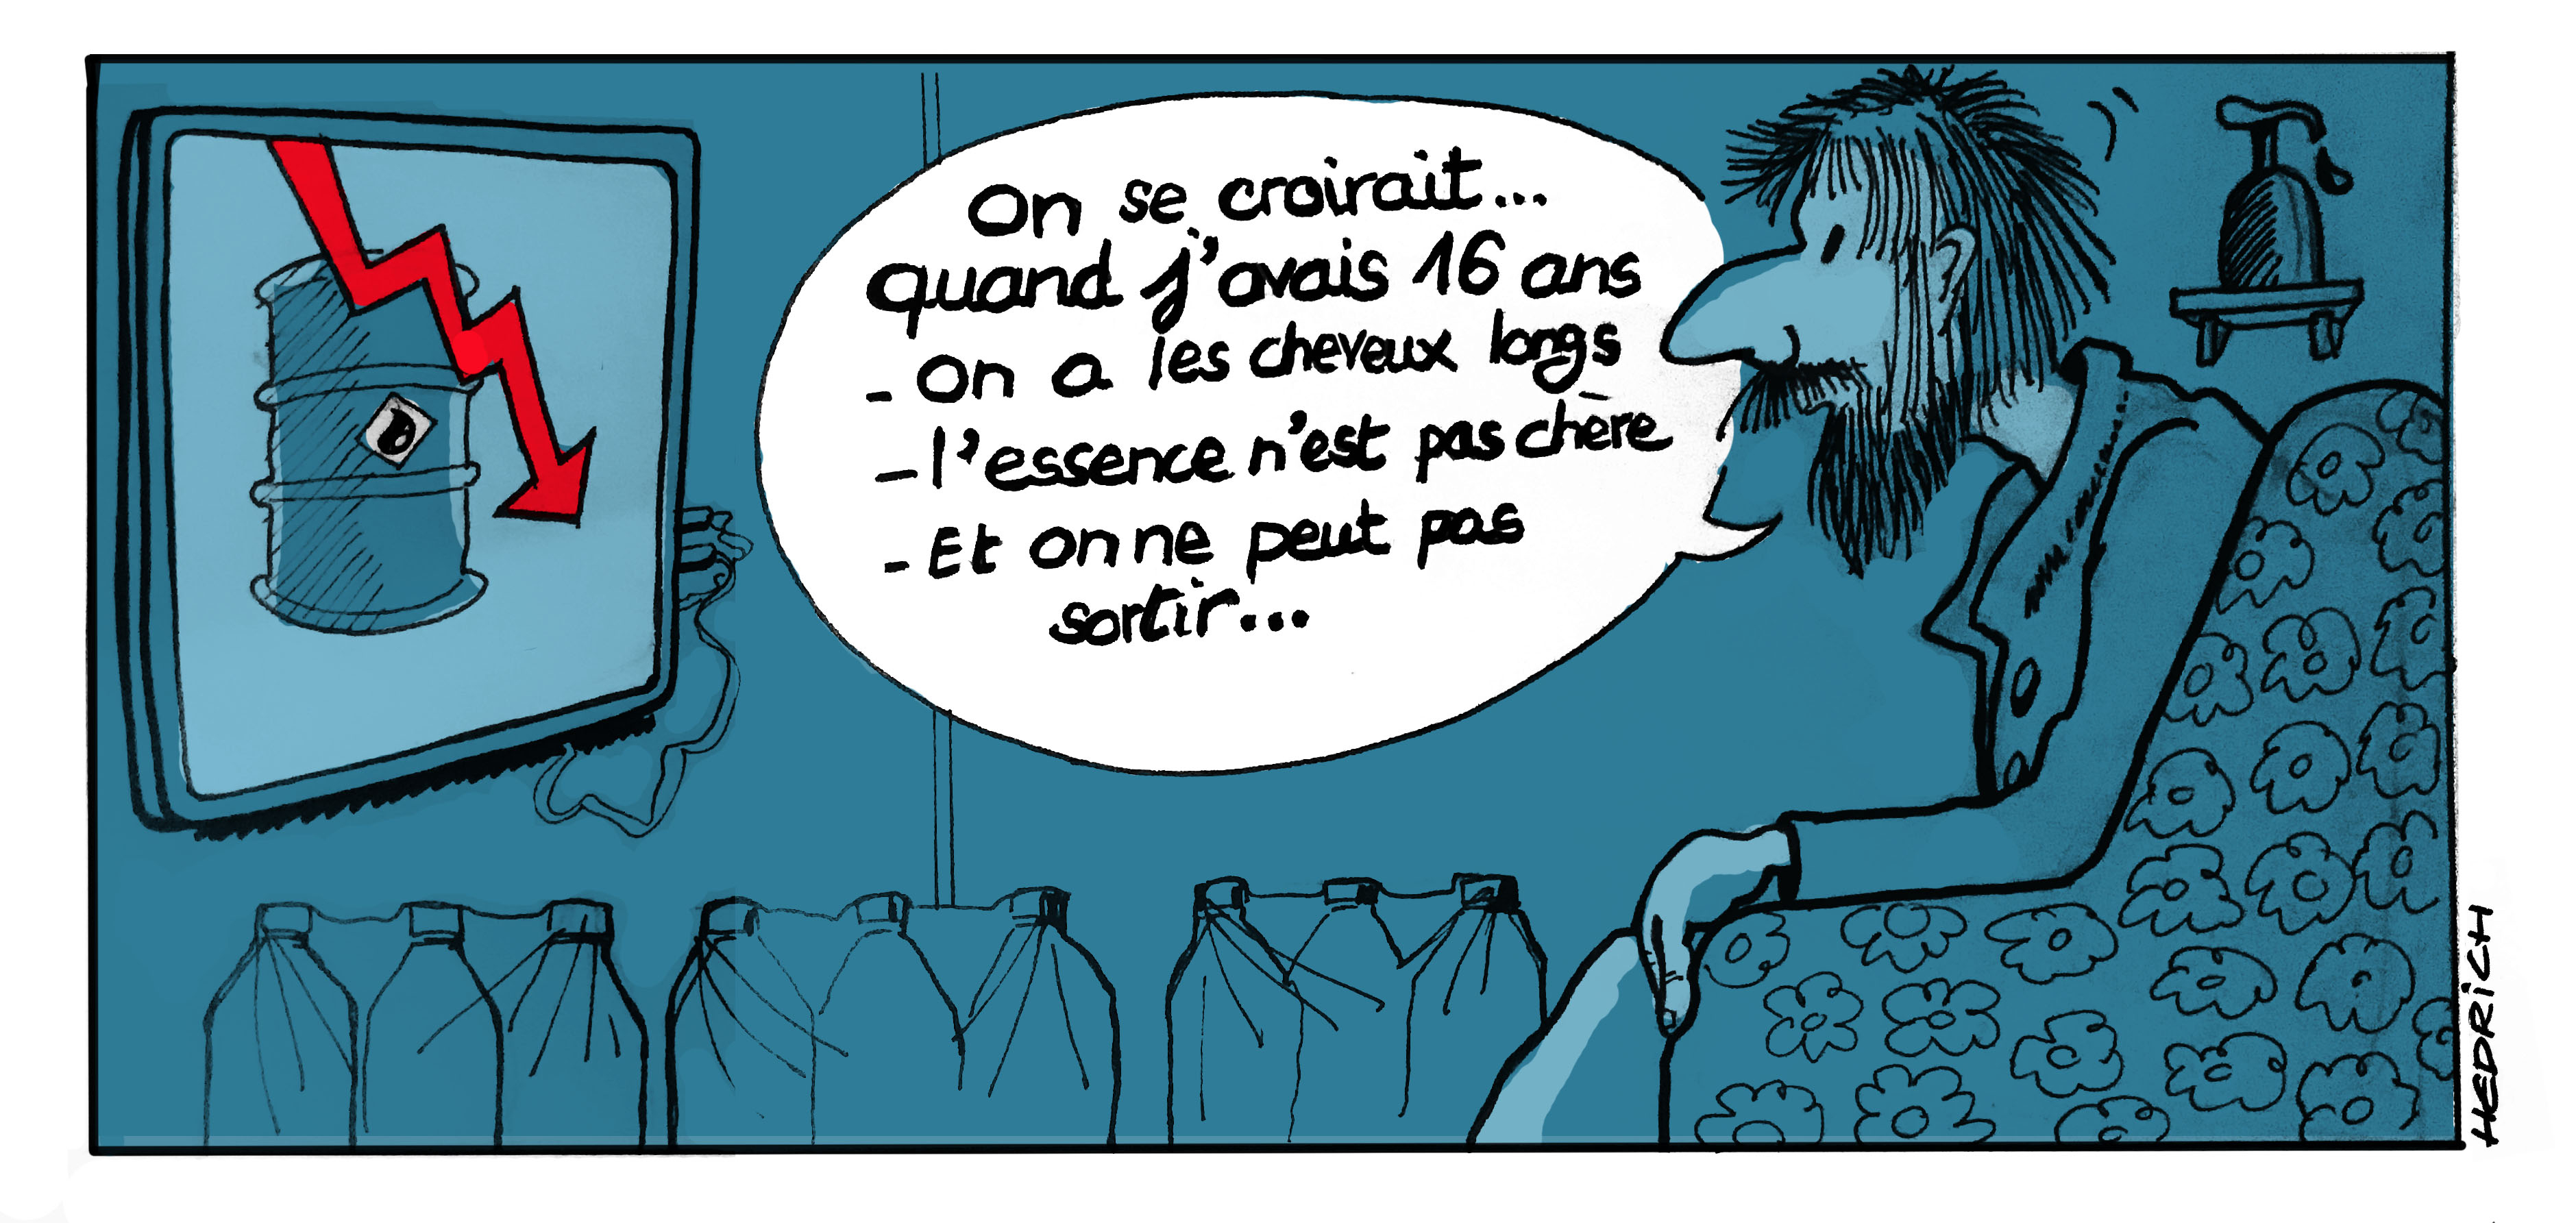 On se croirait...
quand j'avais 16 ans
- On a les cheveux longs
- l'essence n'est pas chère
- Et on ne peut pas
sortir...
HEDRiCH